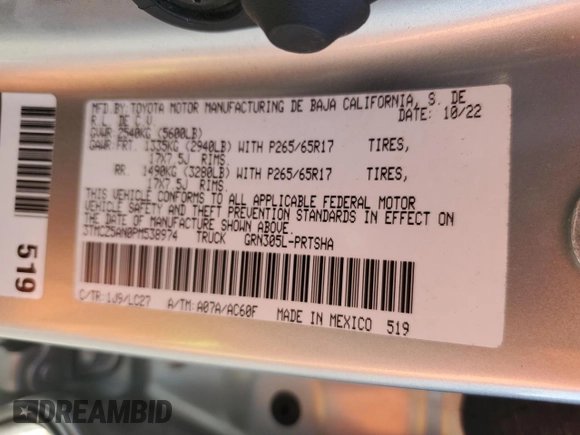 MFD. BY: TOYOTA MOTOR MANUFACTURING DE BAJA CALIFORNIA, S. DE
R. L. DE C. V. DATE: 10/22
GVWR: 2540KG (5600LB)
GAWR: FRT. 1335KG (2940LB) WITH P265/65R17 TIRES,
17X7.5J RIMS.
RR. 1490KG (3280LB) WITH P265/65R17 TIRES,
17X7.5J RIMS.
THIS VEHICLE CONFORMS TO ALL APPLICABLE FEDERAL MOTOR
VEHICLE SAFETY AND THEFT PREVENTION STANDARDS IN EFFECT ON
THE DATE OF MANUFACTURE SHOWN ABOVE.
3TMCZ5AN0PM538974 TRUCK GRN305L-PRTSHA
C/TR: 1J9/LC27 A/TM: A07A/AC60F MADE IN MEXICO 519
519
DREAMBID